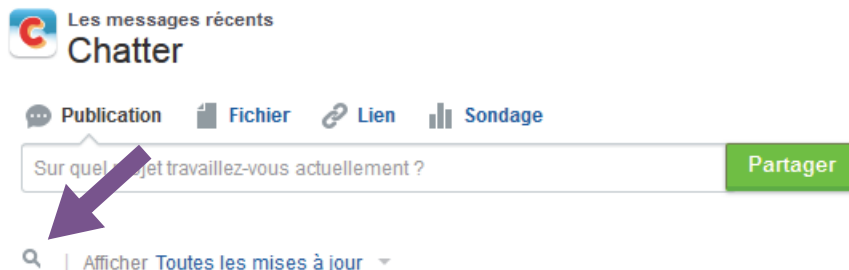 Les messages récents
Chatter
Publication Fichier Lien Sondage
Sur quel projet travaillez-vous actuellement ? Partager
Afficher Toutes les mises à jour